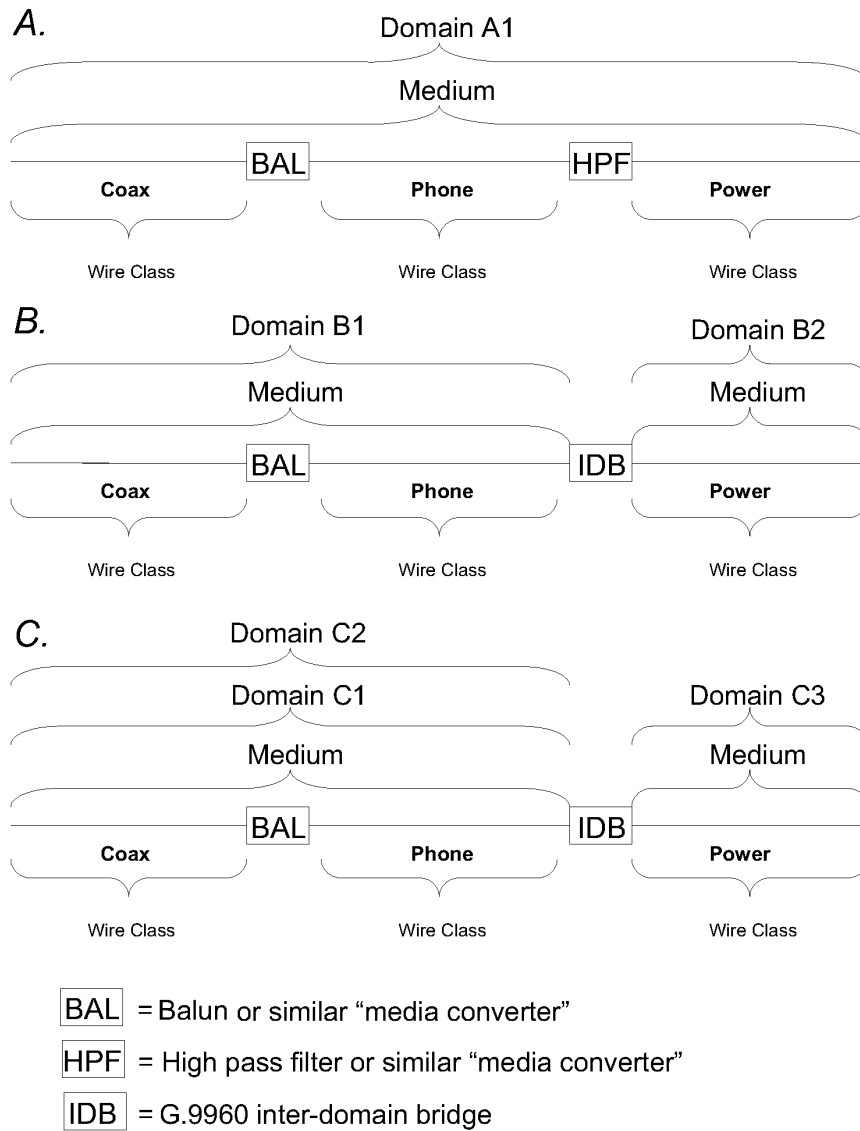 A.
Domain A1
Medium
BAL HPF
Coax Phone Power
Wire Class Wire Class Wire Class
B.
Domain B1 Domain B2
Medium Medium
BAL IDB
Coax Phone Power
Wire Class Wire Class Wire Class
C.
Domain C2
Domain C1 Domain C3
Medium Medium
BAL IDB
Coax Phone Power
Wire Class Wire Class Wire Class
BAL = Balun or similar “media converter”
HPF = High pass filter or similar “media converter”
IDB = G.9960 inter-domain bridge